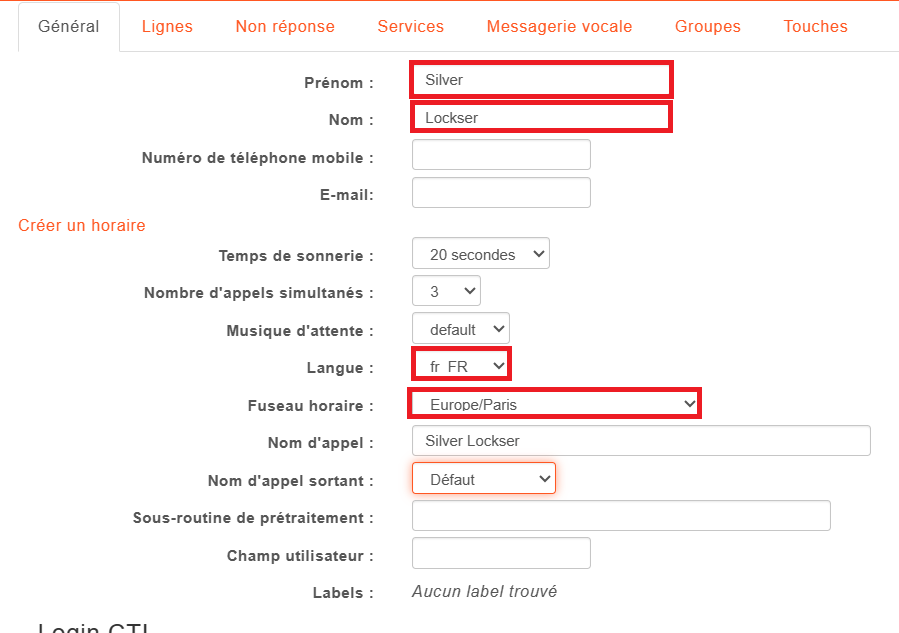 Général Lignes Non réponse Services Messagerie vocale Groupes Touches
Prénom : Silver
Nom : Lockser
Numéro de téléphone mobile :
E-mail:
Créer un horaire
Temps de sonnerie : 20 secondes
Nombre d'appels simultanés : 3
Musique d'attente : default
Langue : fr_FR
Fuseau horaire : Europe/Paris
Nom d'appel : Silver Lockser
Nom d'appel sortant : Défaut
Sous-routine de prétraitement :
Champ utilisateur :
Labels : Aucun label trouvé
Login CTI